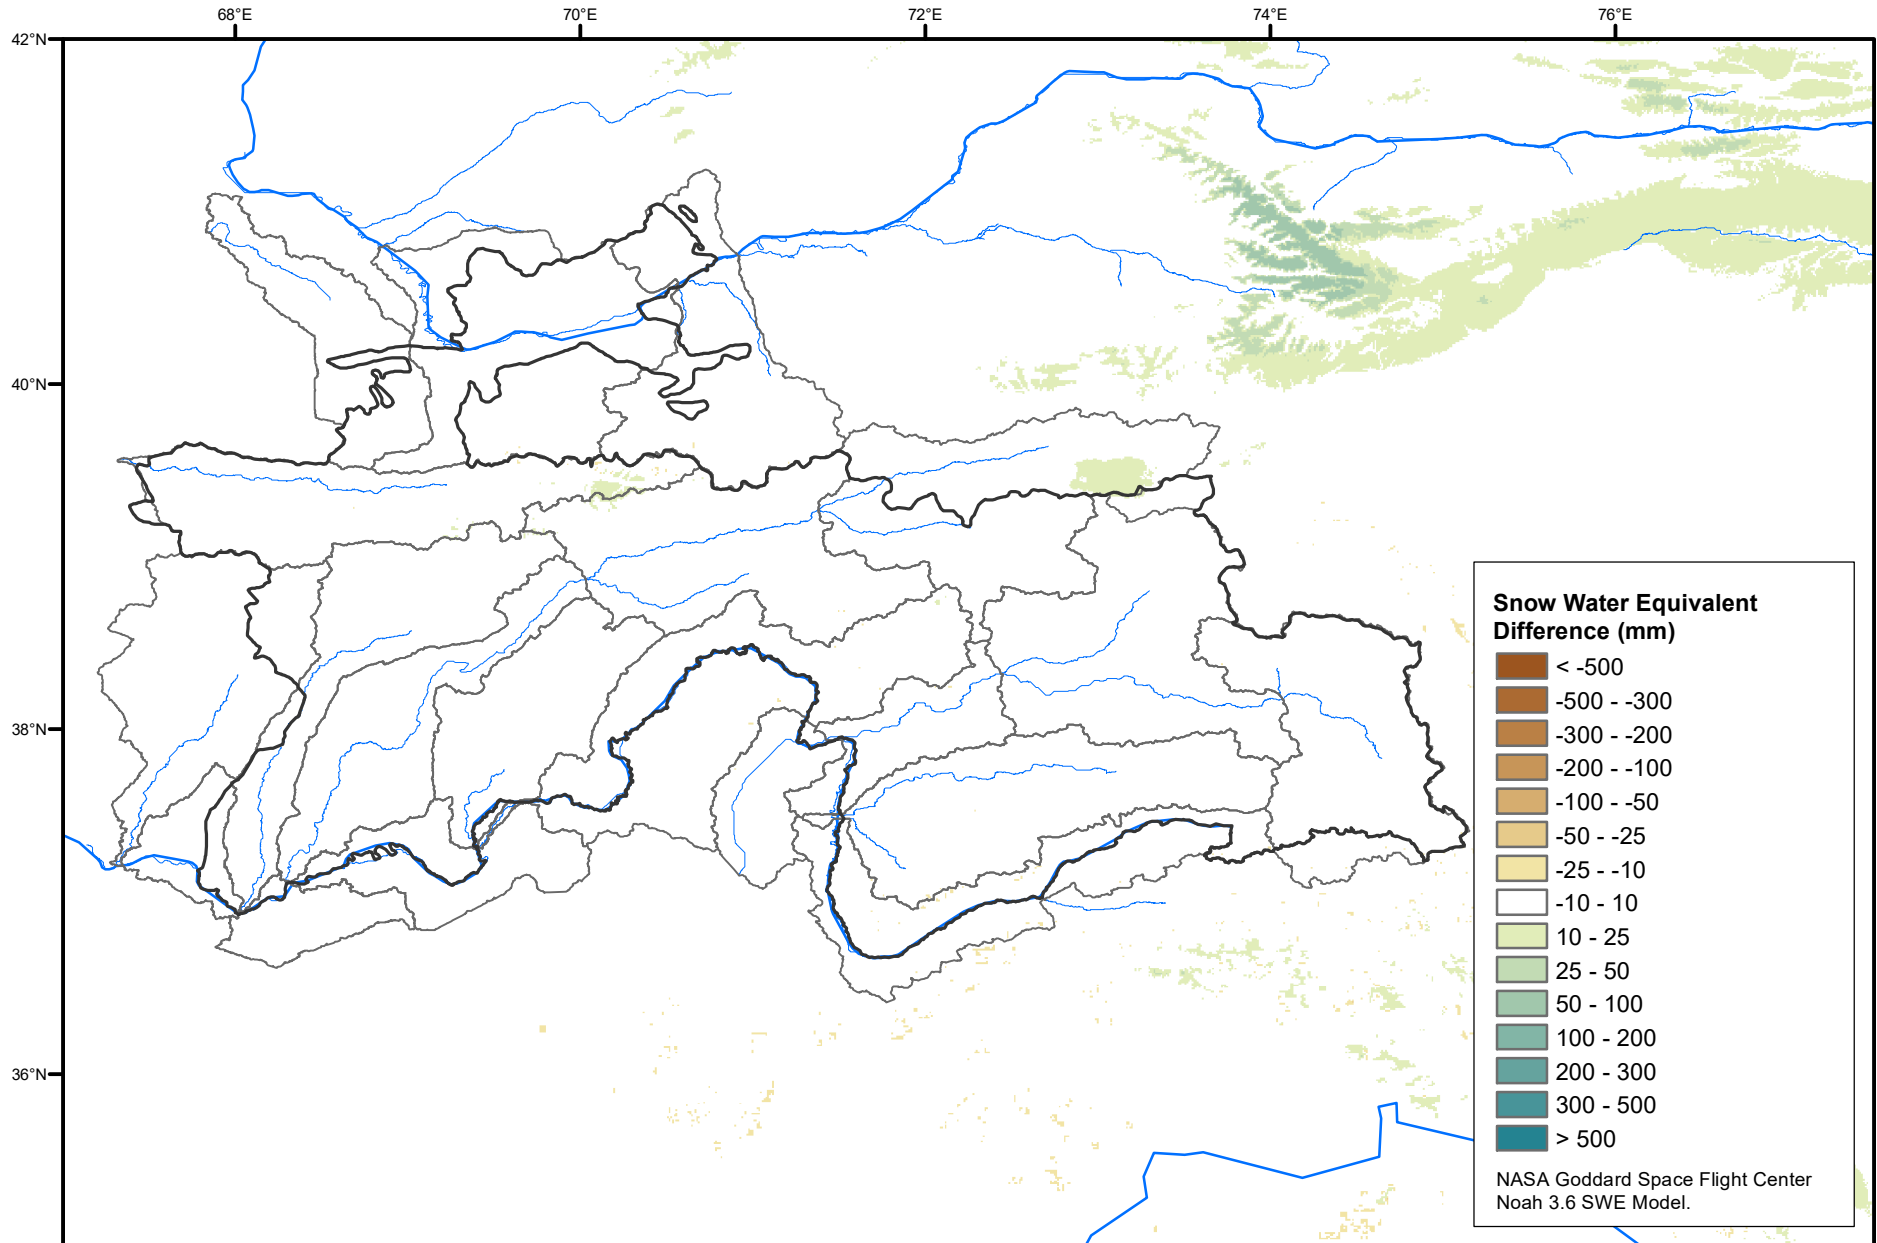 68°E
70°E
72°E
74°E
76°E
42°N
40°N
38°N
36°N
Snow Water Equivalent
Difference (mm)
< -500
-500 - -300
-300 - -200
-200 - -100
-100 - -50
-50 - -25
-25 - -10
-10 - 10
10 - 25
25 - 50
50 - 100
100 - 200
200 - 300
300 - 500
> 500
NASA Goddard Space Flight Center
Noah 3.6 SWE Model.